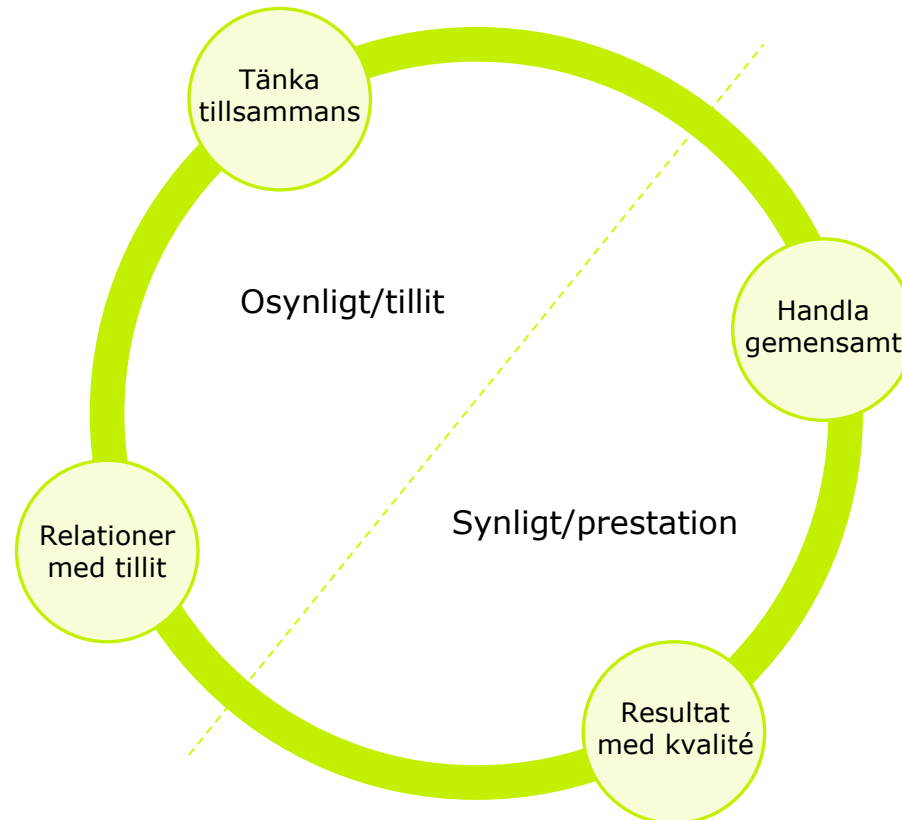 Tänka
tillsammans
Osynligt/tillit
Handla
gemensamt
Synligt/prestation
Relationer
med tillit
Resultat
med kvalité